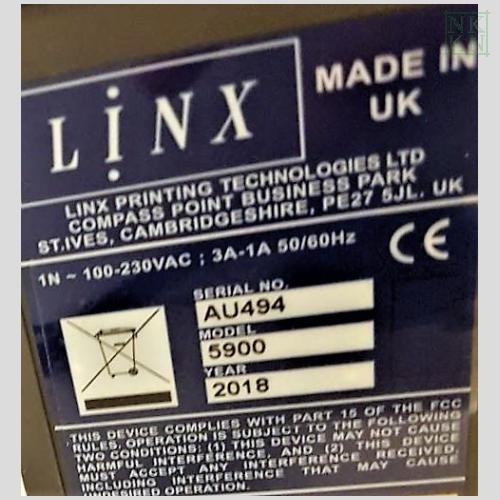 NK
KN
LiNX
MADE IN
UK
LINX PRINTING TECHNOLOGIES LTD
COMPASS POINT BUSINESS PARK
ST.IVES, CAMBRIDGESHIRE, PE27 5JL. UK
1N ~ 100-230VAC ; 3A-1A 50/60Hz
CE
SERIAL NO.
AU494
MODEL
5900
YEAR
2018
THIS DEVICE COMPLIES WITH PART 15 OF THE FCC
RULES, OPERATION IS SUBJECT TO THE FOLLOWING
TWO CONDITIONS: (1) THIS DEVICE MAY NOT CAUSE
HARMFUL INTERFERENCE, AND (2) THIS DEVICE
MUST ACCEPT ANY INTERFERENCE RECEIVED,
INCLUDING INTERFERENCE THAT MAY CAUSE
UNDESIRED OPERATION.